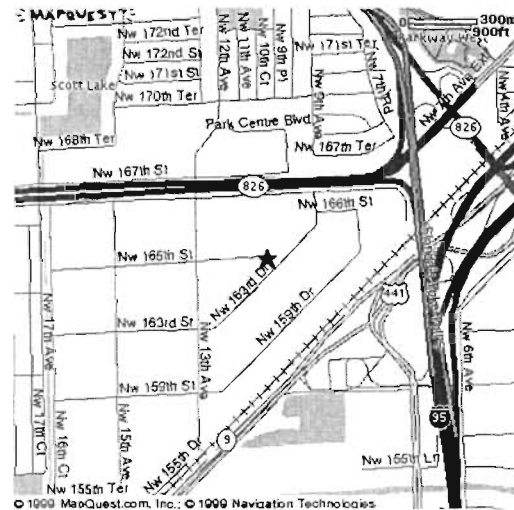 MAPQUEST
300m
900ft
Nw 172nd Ter
Nw 172nd St
Nw 171st St
Nw 170th Ter
Scott Lake
Nw 168th Ter
Nw 12th Ave
Nw 11th Ave
Nw 10th Ct
Nw 9th Pl
Nw 171st Ter
Nw 9th Ave
Nw 7th Rd
Nw 4th Ave
Park Centre Blvd
Nw 167th Ter
826
Nw 167th St
826
Nw 166th St
Nw 165th St
Nw 163rd Dr
Nw 159th Dr
441
Nw 163rd St
Nw 13th Ave
Nw 17th Ave
Nw 6th Ave
Nw 159th St
Nw 17th Ct
Nw 16th Ct
Nw 15th Ave
Nw 155th Dr
9
95
Nw 155th Ln
Nw 155th Ter
© 1999 MapQuest.com, Inc.; © 1999 Navigation Technologies